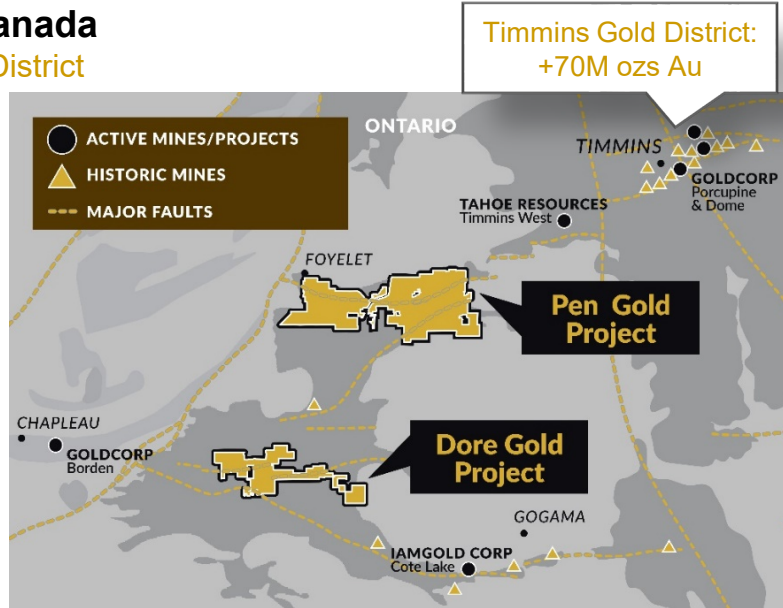 anada
District
Timmins Gold District:
+70M ozs Au
ACTIVE MINES/PROJECTS
HISTORIC MINES
MAJOR FAULTS
ONTARIO
TIMMINS
GOLDCORP
Porcupine
& Dome
TAHOE RESOURCES
Timmins West
FOYELET
Pen Gold
Project
CHAPLEAU
GOLDCORP
Borden
Dore Gold
Project
GOGAMA
IAMGOLD CORP
Cote Lake